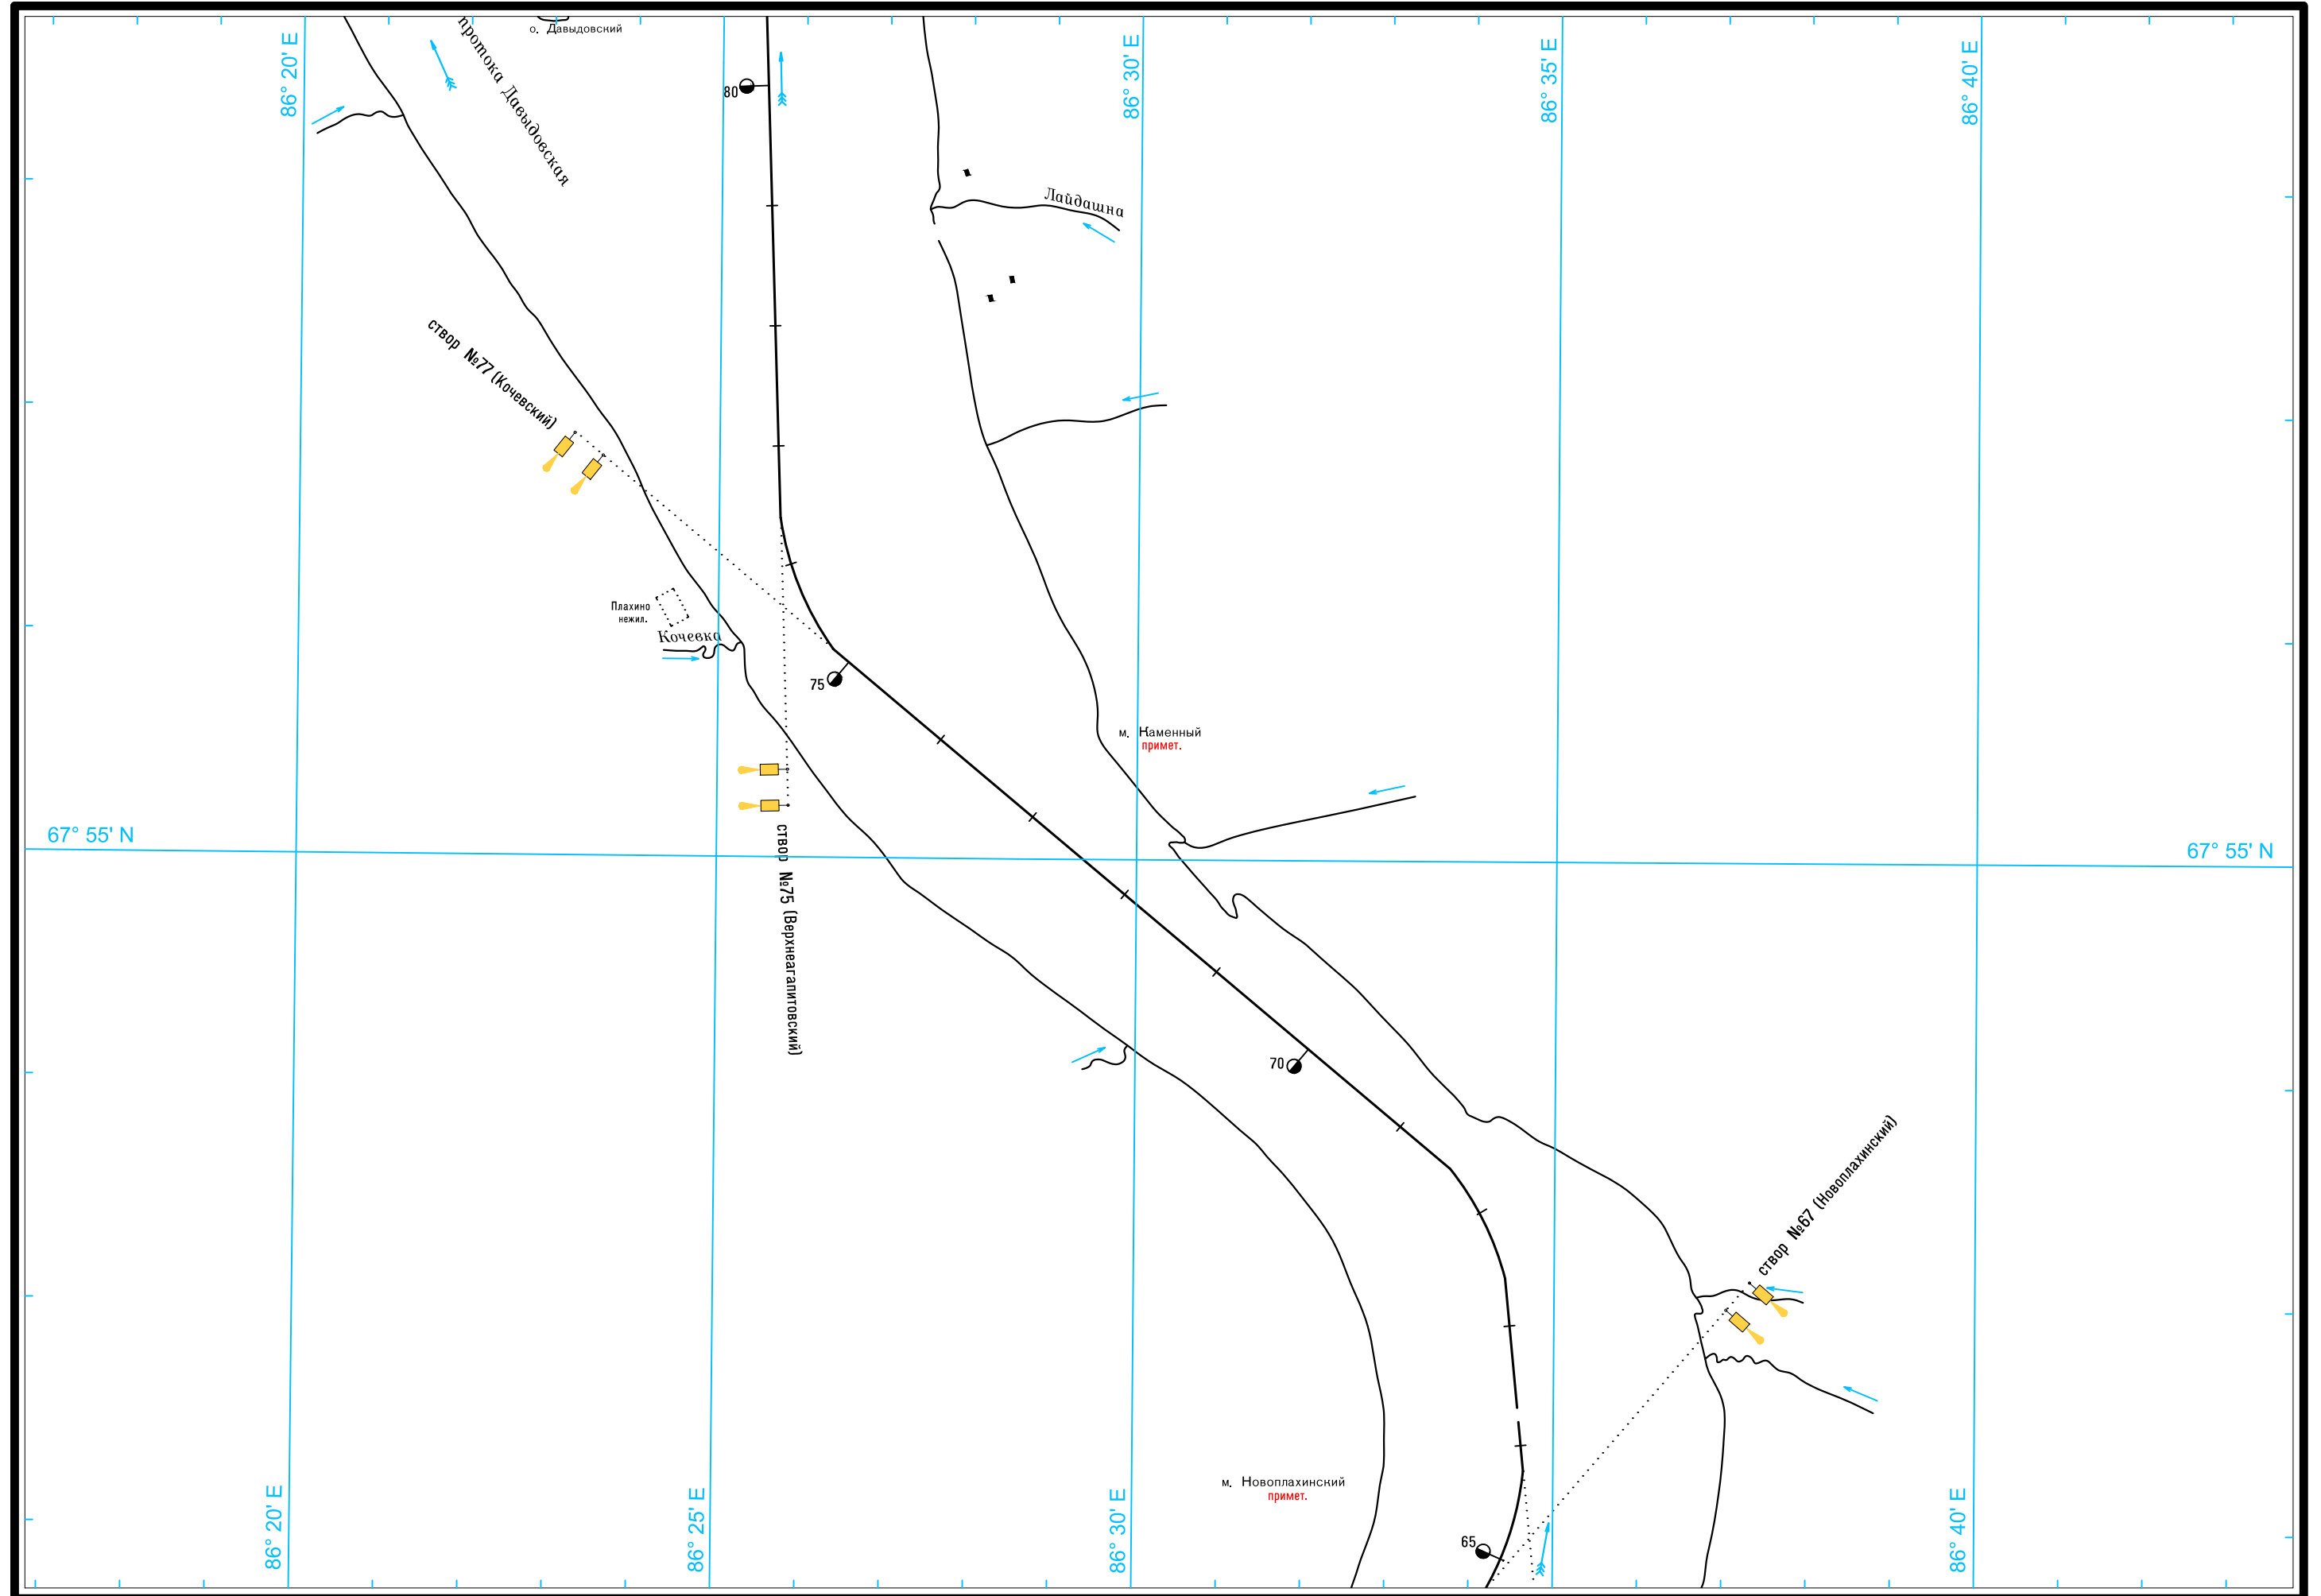 86° 20' E
протока Давыдовская
о. Давыдовский
86° 30' E
86° 35' E
86° 40' E
80
Лайдашна
створ №77 (Кочевский)
Плахино
нежил.
Кочевка
75
м. Каменный
примет.
67° 55' N
67° 55' N
створ №75 (Верхнеагапитовский)
70
створ №67 (Новоплахинский)
м. Новоплахинский
примет.
65
86° 20' E
86° 25' E
86° 30' E
86° 40' E